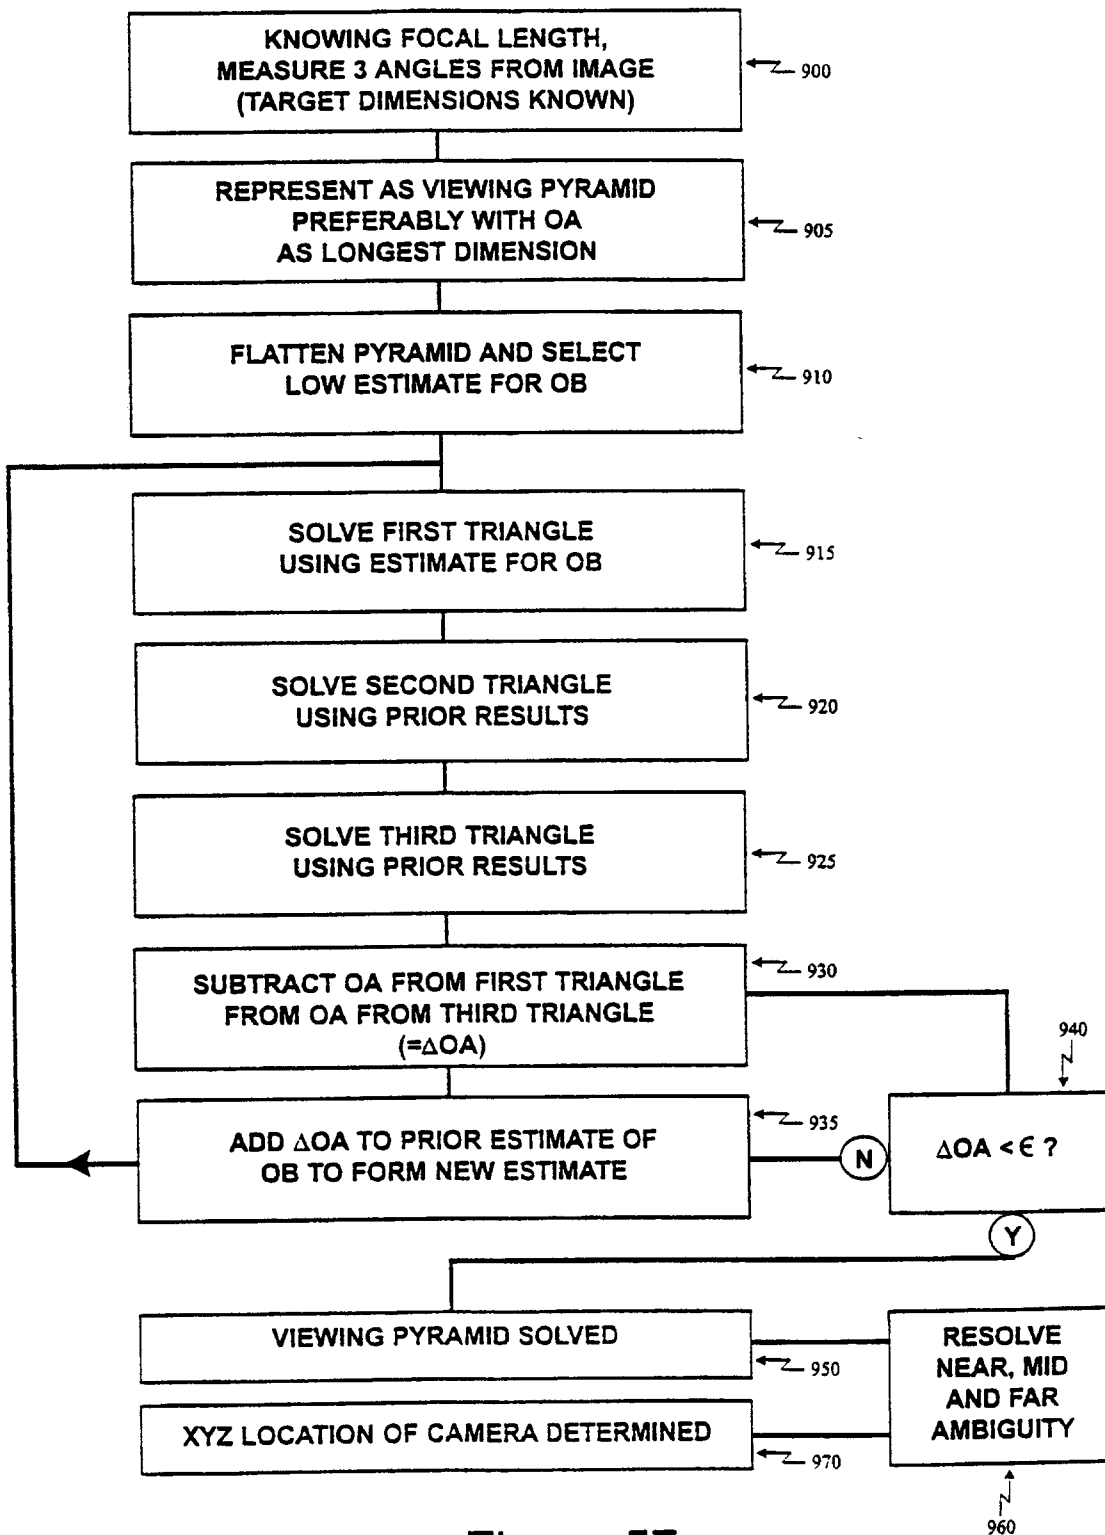 KNOWING FOCAL LENGTH,
MEASURE 3 ANGLES FROM IMAGE
(TARGET DIMENSIONS KNOWN)
900
REPRESENT AS VIEWING PYRAMID
PREFERABLY WITH OA
AS LONGEST DIMENSION
905
FLATTEN PYRAMID AND SELECT
LOW ESTIMATE FOR OB
910
SOLVE FIRST TRIANGLE
USING ESTIMATE FOR OB
915
SOLVE SECOND TRIANGLE
USING PRIOR RESULTS
920
SOLVE THIRD TRIANGLE
USING PRIOR RESULTS
925
SUBTRACT OA FROM FIRST TRIANGLE
FROM OA FROM THIRD TRIANGLE
(=ΔOA)
930
940
ADD ΔOA TO PRIOR ESTIMATE OF
OB TO FORM NEW ESTIMATE
935
N
ΔOA < ϵ ?
Y
VIEWING PYRAMID SOLVED
950
RESOLVE
NEAR, MID
AND FAR
AMBIGUITY
XYZ LOCATION OF CAMERA DETERMINED
970
960